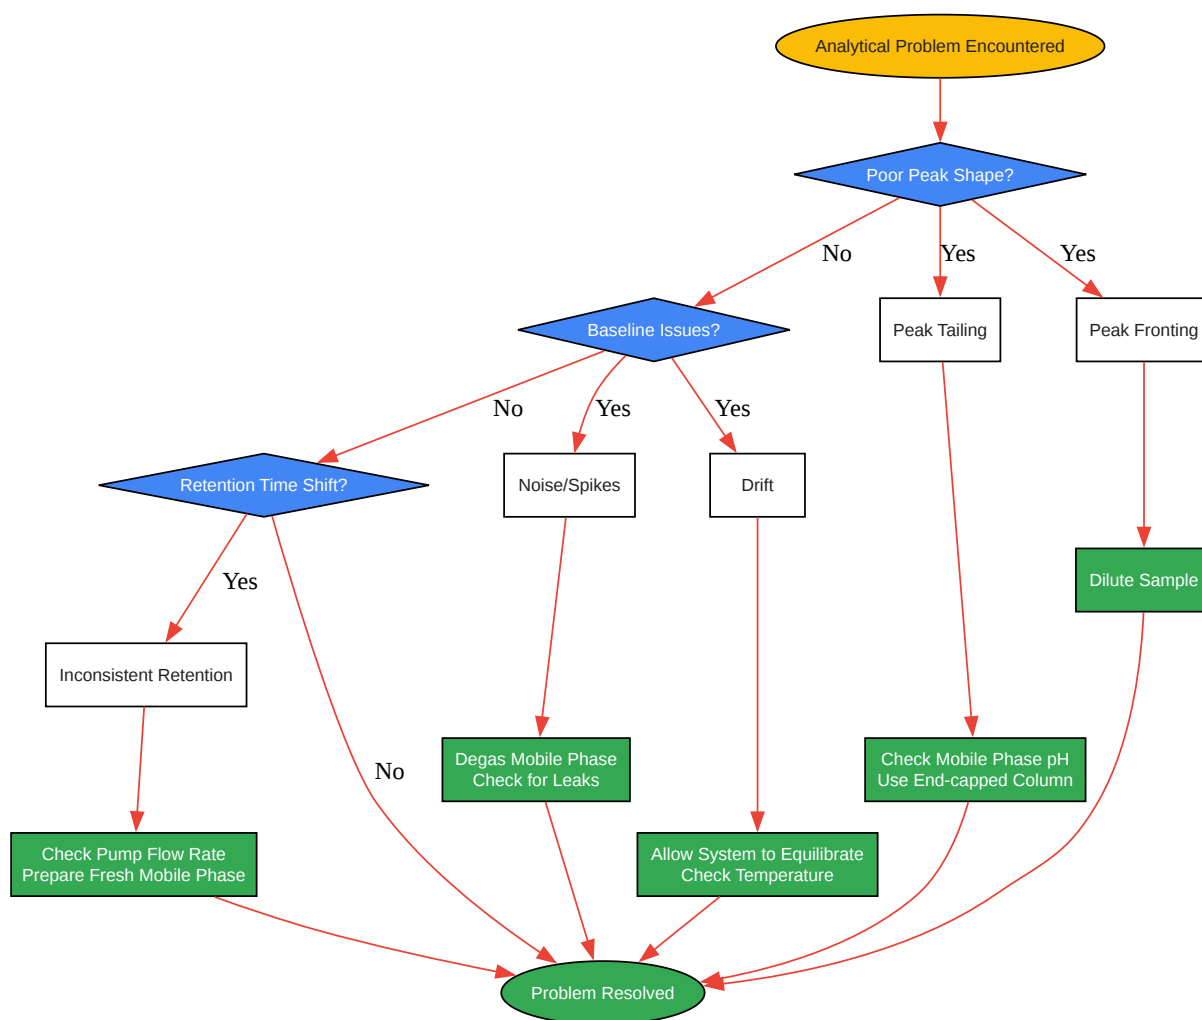 Analytical Problem Encountered
Poor Peak Shape?
No
Yes
Yes
Baseline Issues?
Peak Tailing
Peak Fronting
No
Yes
Yes
Retention Time Shift?
Noise/Spikes
Drift
Yes
Dilute Sample
Inconsistent Retention
No
Degas Mobile Phase
Check for Leaks
Check Mobile Phase pH
Use End-capped Column
Check Pump Flow Rate
Prepare Fresh Mobile Phase
Allow System to Equilibrate
Check Temperature
Problem Resolved